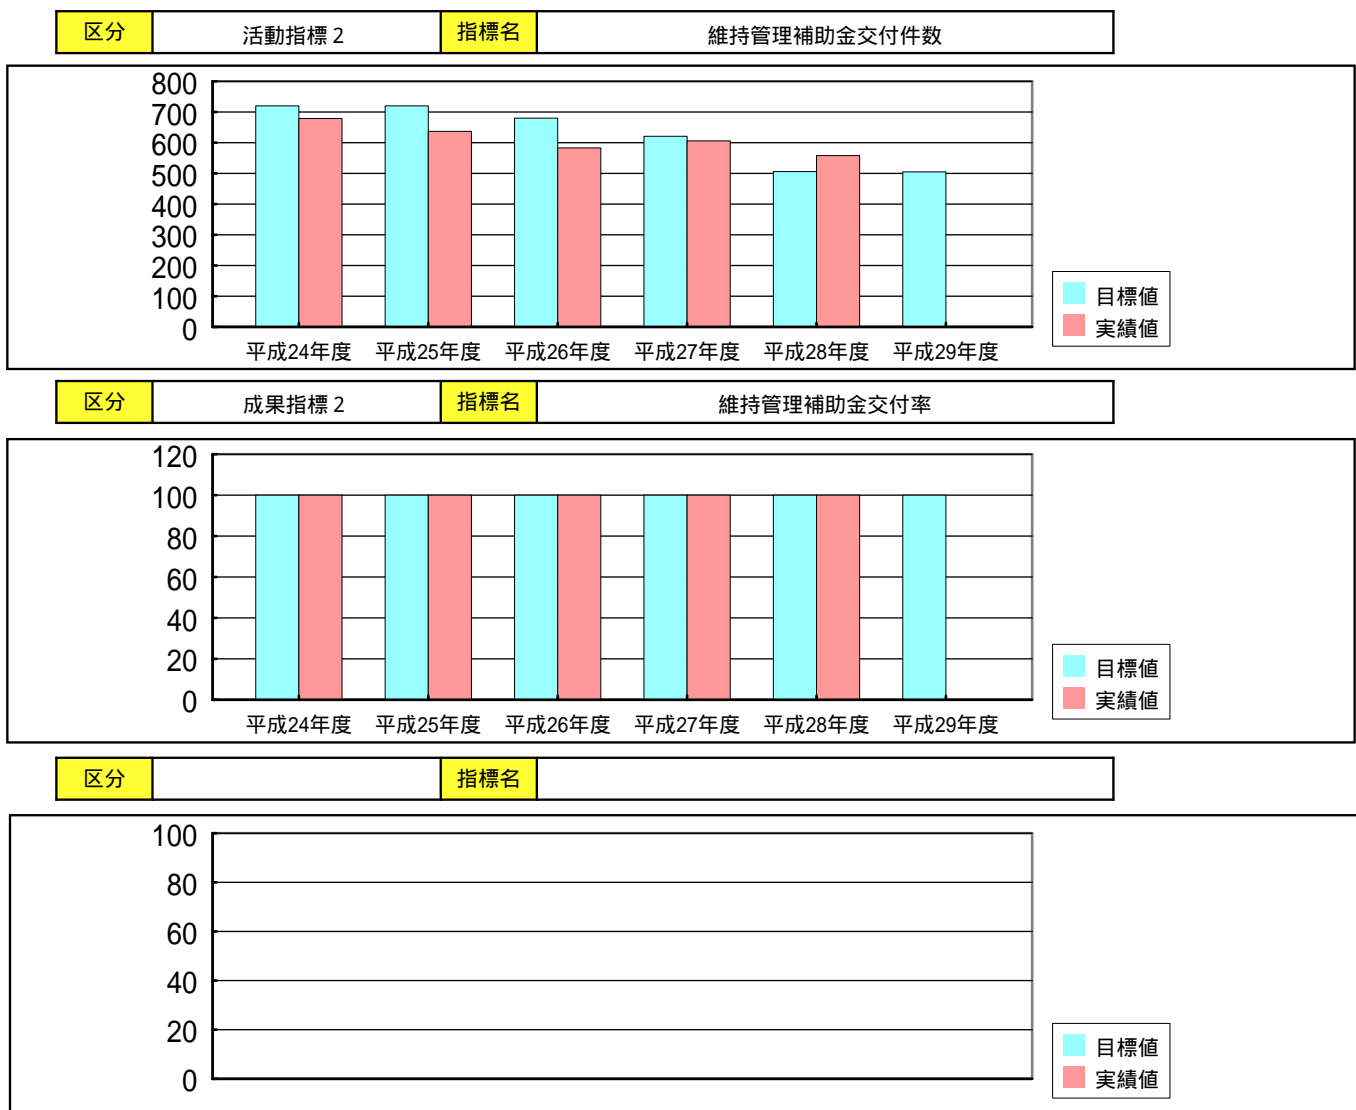 区分 活動指標２ 指標名 維持管理補助金交付件数
800
700
600
500
400
300
200
100
0
平成24年度 平成25年度 平成26年度 平成27年度 平成28年度 平成29年度
目標値
実績値
区分 成果指標２ 指標名 維持管理補助金交付率
120
100
80
60
40
20
0
平成24年度 平成25年度 平成26年度 平成27年度 平成28年度 平成29年度
目標値
実績値
区分 指標名
100
80
60
40
20
0
目標値
実績値